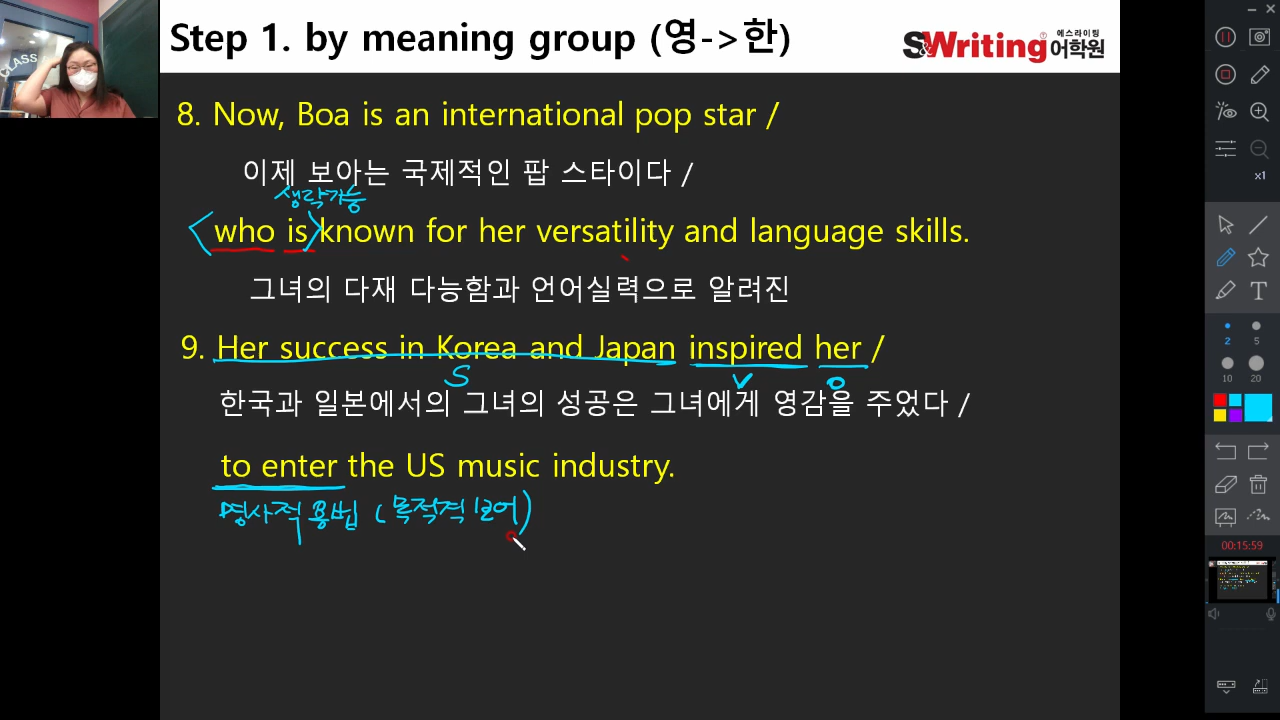 CLASS
Step 1. by meaning group (영->한)
S&Writing 에스라이팅 어학원
8. Now, Boa is an international pop star /
이제 보아는 국제적인 팝 스타이다 /
생략가능
<who is> known for her versatility and language skills.
그녀의 다재 다능함과 언어실력으로 알려진
9. Her success in Korea and Japan inspired her /
S V O
한국과 일본에서의 그녀의 성공은 그녀에게 영감을 주었다 /
to enter the US music industry.
명사적 용법 (목적격 보어)
x1
T
2 5
10 20
00:15:59